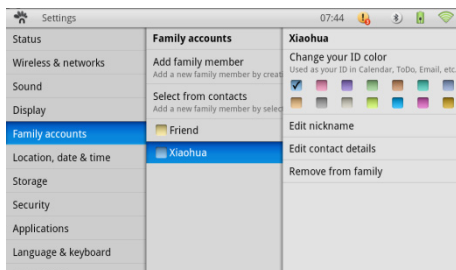 Settings
07:44
Status
Wireless & networks
Sound
Display
Family accounts
Location, date & time
Storage
Security
Applications
Language & keyboard
Family accounts
Add family member
Add a new family member by creat
Select from contacts
Add a new family member by selec
Friend
Xiaohua
Xiaohua
Change your ID color
Used as your ID in Calendar, ToDo, Email, etc.
Edit nickname
Edit contact details
Remove from family